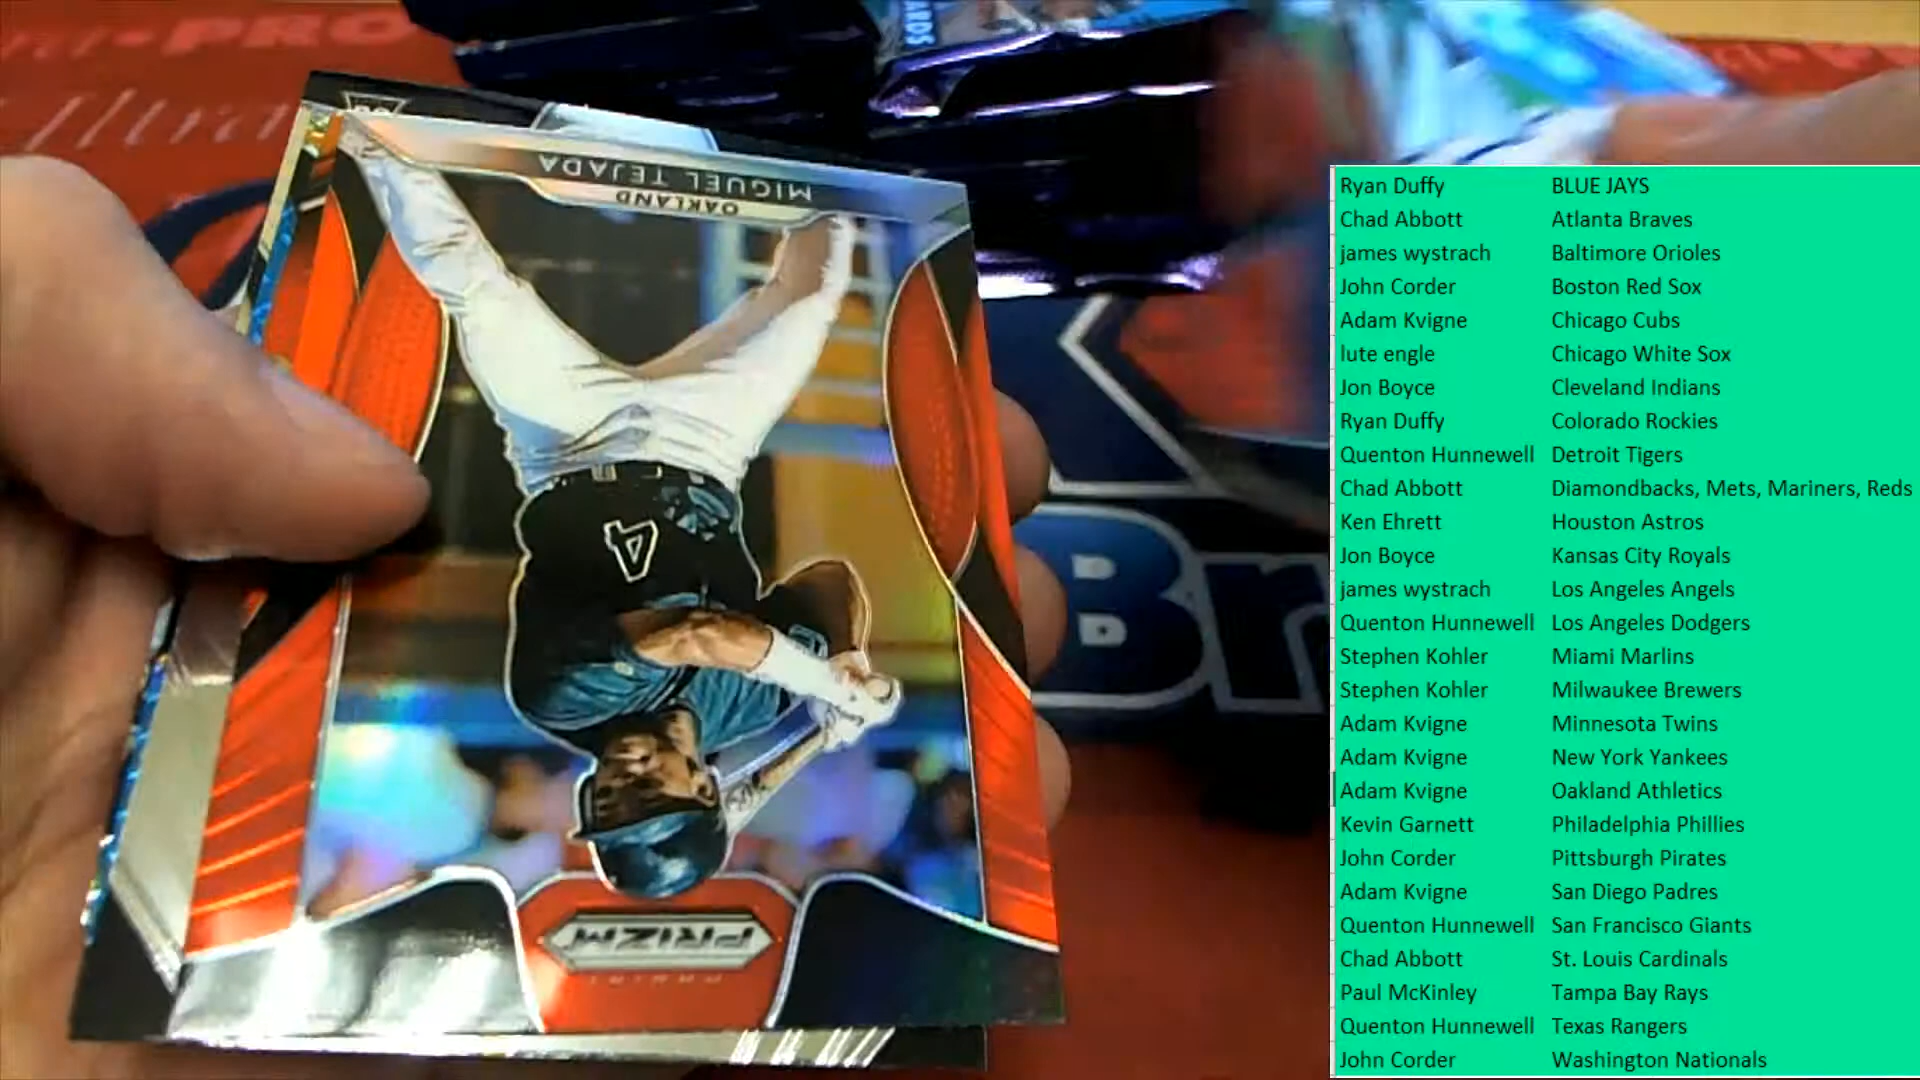 PRO
Ultra
CARDS
MIGUEL TEJADA
OAKLAND
4
PANINI
PRIZM
Br
Ryan Duffy BLUE JAYS
Chad Abbott Atlanta Braves
james wystrach Baltimore Orioles
John Corder Boston Red Sox
Adam Kvigne Chicago Cubs
lute engle Chicago White Sox
Jon Boyce Cleveland Indians
Ryan Duffy Colorado Rockies
Quenton Hunnewell Detroit Tigers
Chad Abbott Diamondbacks, Mets, Mariners, Reds
Ken Ehrett Houston Astros
Jon Boyce Kansas City Royals
james wystrach Los Angeles Angels
Quenton Hunnewell Los Angeles Dodgers
Stephen Kohler Miami Marlins
Stephen Kohler Milwaukee Brewers
Adam Kvigne Minnesota Twins
Adam Kvigne New York Yankees
Adam Kvigne Oakland Athletics
Kevin Garnett Philadelphia Phillies
John Corder Pittsburgh Pirates
Adam Kvigne San Diego Padres
Quenton Hunnewell San Francisco Giants
Chad Abbott St. Louis Cardinals
Paul McKinley Tampa Bay Rays
Quenton Hunnewell Texas Rangers
John Corder Washington Nationals